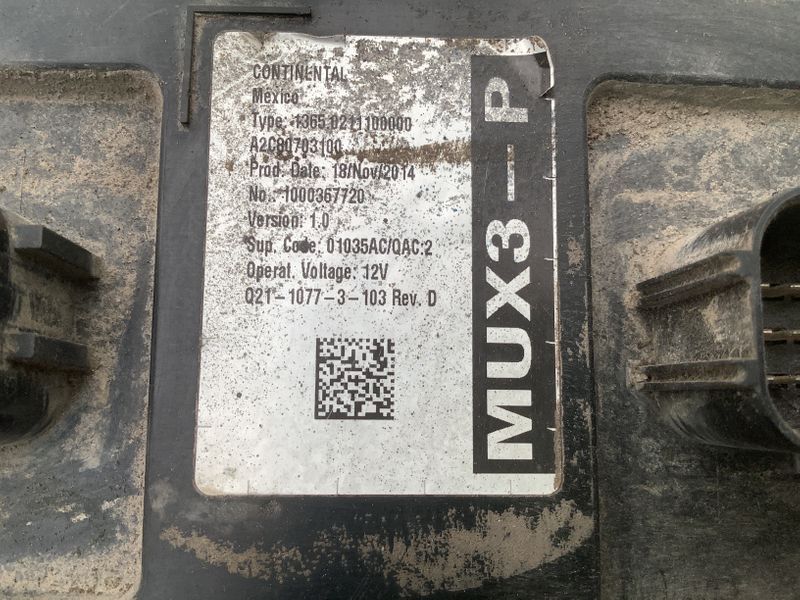 CONTINENTAL
México
Type: 1365.0211100000
A2C80703100
Prod. Date: 18/Nov/2014
No.: 1000367720
Version: 1.0
Sup. Code: 01035AC/QAC:2
Operat. Voltage: 12V
Q21-1077-3-103 Rev. D
MUX3-P